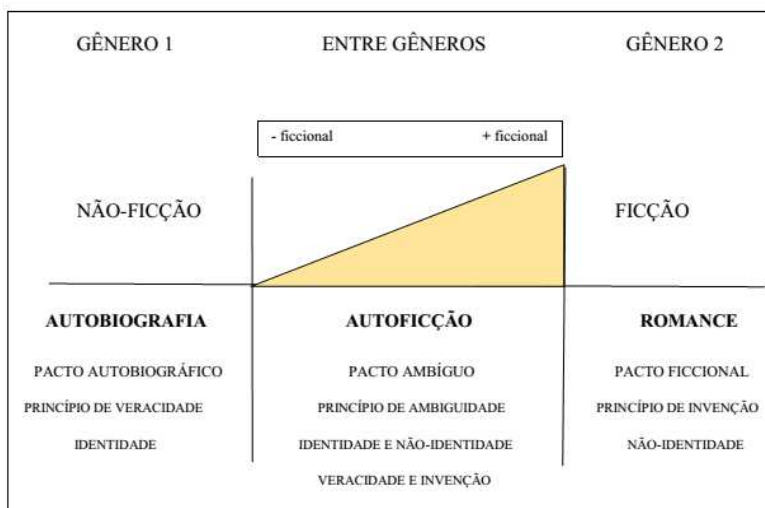 GÊNERO 1 ENTRE GÊNEROS GÊNERO 2
- ficcional + ficcional
NÃO-FICÇÃO FICÇÃO
AUTOBIOGRAFIA AUTOFICÇÃO ROMANCE
PACTO AUTOBIOGRÁFICO PACTO AMBÍGUO PACTO FICCIONAL
PRINCÍPIO DE VERACIDADE PRINCÍPIO DE AMBIGUIDADE PRINCÍPIO DE INVENÇÃO
IDENTIDADE IDENTIDADE E NÃO-IDENTIDADE NÃO-IDENTIDADE
VERACIDADE E INVENÇÃO